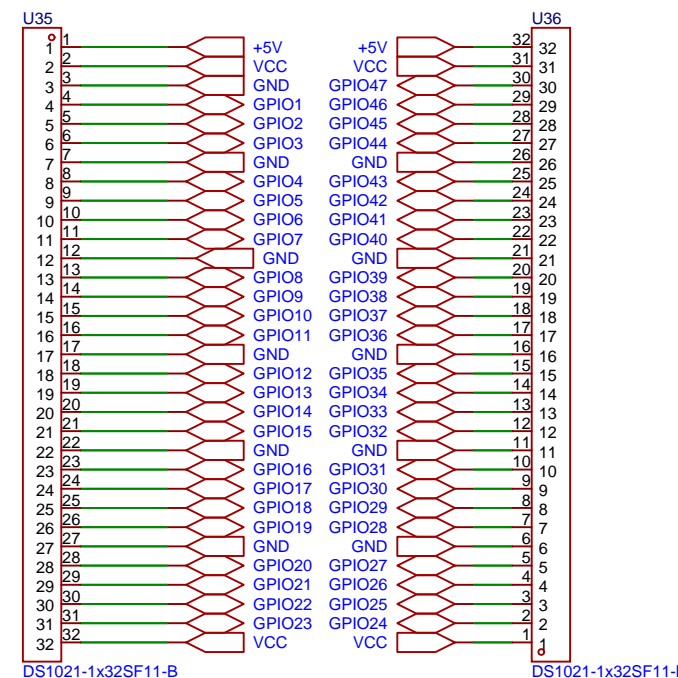 U35 U36
1 1 +5V +5V 32 32
2 2 VCC VCC 31 31
3 3 GND GPIO47 30 30
4 4 GPIO1 GPIO46 29 29
5 5 GPIO2 GPIO45 28 28
6 6 GPIO3 GPIO44 27 27
7 7 GND GND 26 26
8 8 GPIO4 GPIO43 25 25
9 9 GPIO5 GPIO42 24 24
10 10 GPIO6 GPIO41 23 23
11 11 GPIO7 GPIO40 22 22
12 12 GND GND 21 21
13 13 GPIO8 GPIO39 20 20
14 14 GPIO9 GPIO38 19 19
15 15 GPIO10 GPIO37 18 18
16 16 GPIO11 GPIO36 17 17
17 17 GND GND 16 16
18 18 GPIO12 GPIO35 15 15
19 19 GPIO13 GPIO34 14 14
20 20 GPIO14 GPIO33 13 13
21 21 GPIO15 GPIO32 12 12
22 22 GND GND 11 11
23 23 GPIO16 GPIO31 10 10
24 24 GPIO17 GPIO30 9 9
25 25 GPIO18 GPIO29 8 8
26 26 GPIO19 GPIO28 7 7
27 27 GND GND 6 6
28 28 GPIO20 GPIO27 5 5
29 29 GPIO21 GPIO26 4 4
30 30 GPIO22 GPIO25 3 3
31 31 GPIO23 GPIO24 2 2
32 32 VCC VCC 1 1
DS1021-1x32SF11-B DS1021-1x32SF11-